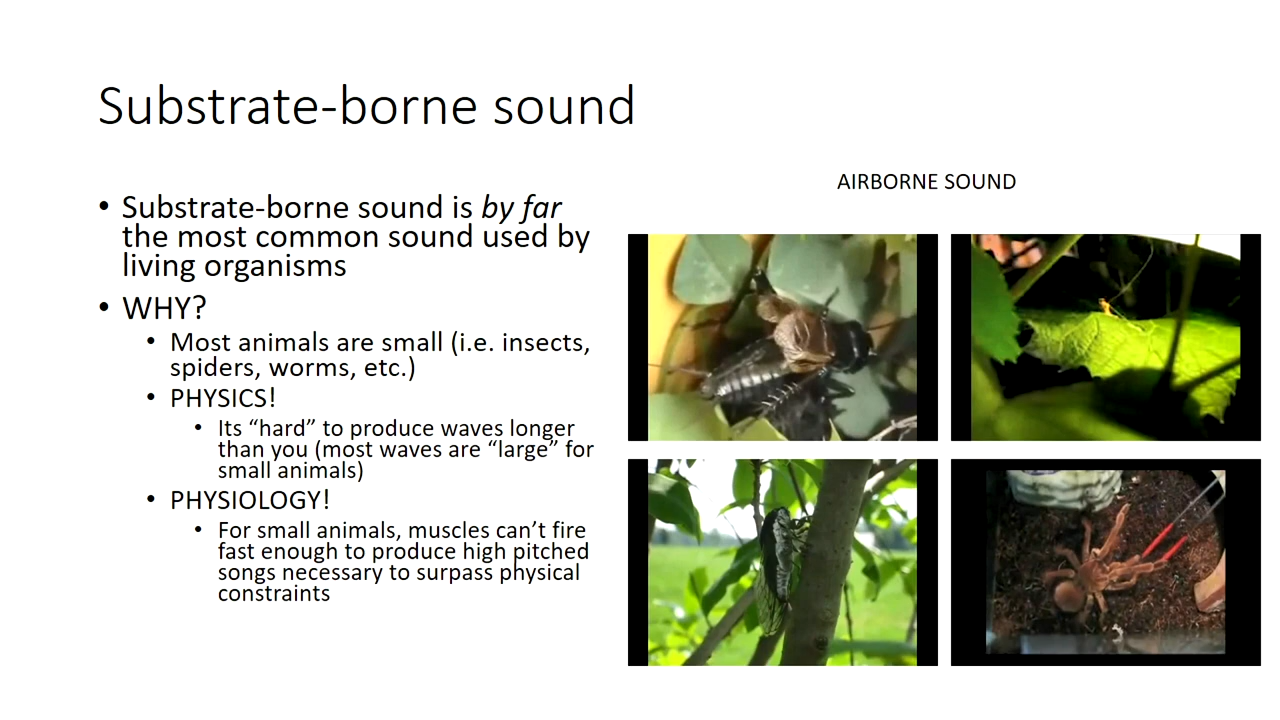 Substrate-borne sound
• Substrate-borne sound is by far
the most common sound used by
living organisms
• WHY?
• Most animals are small (i.e. insects,
spiders, worms, etc.)
• PHYSICS!
• Its “hard” to produce waves longer
than you (most waves are “large” for
small animals)
• PHYSIOLOGY!
• For small animals, muscles can’t fire
fast enough to produce high pitched
songs necessary to surpass physical
constraints
AIRBORNE SOUND